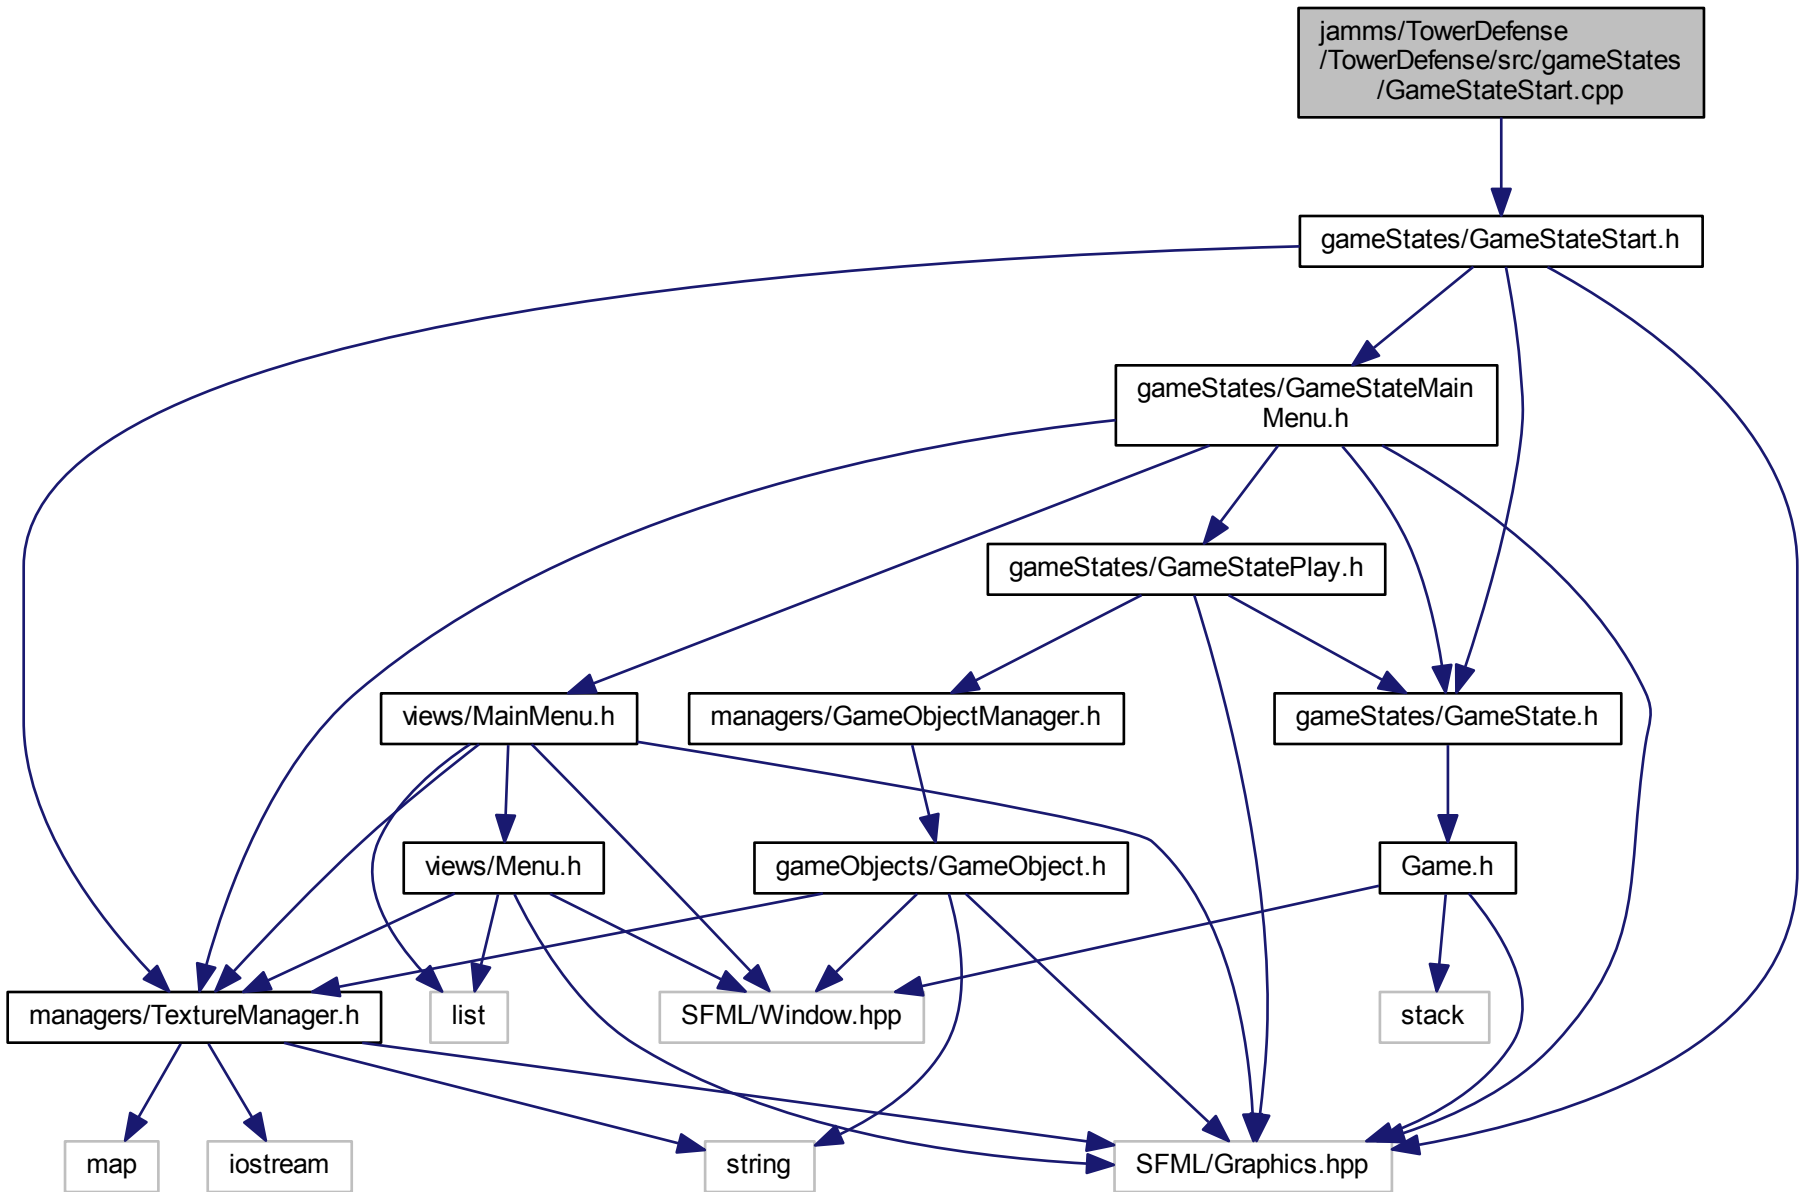 jamms/TowerDefense
/TowerDefense/src/gameStates
/GameStateStart.cpp
gameStates/GameStateStart.h
gameStates/GameStateMain
Menu.h
gameStates/GameStatePlay.h
views/MainMenu.h
managers/GameObjectManager.h
gameStates/GameState.h
views/Menu.h
gameObjects/GameObject.h
Game.h
managers/TextureManager.h
list
SFML/Window.hpp
stack
map
iostream
string
SFML/Graphics.hpp